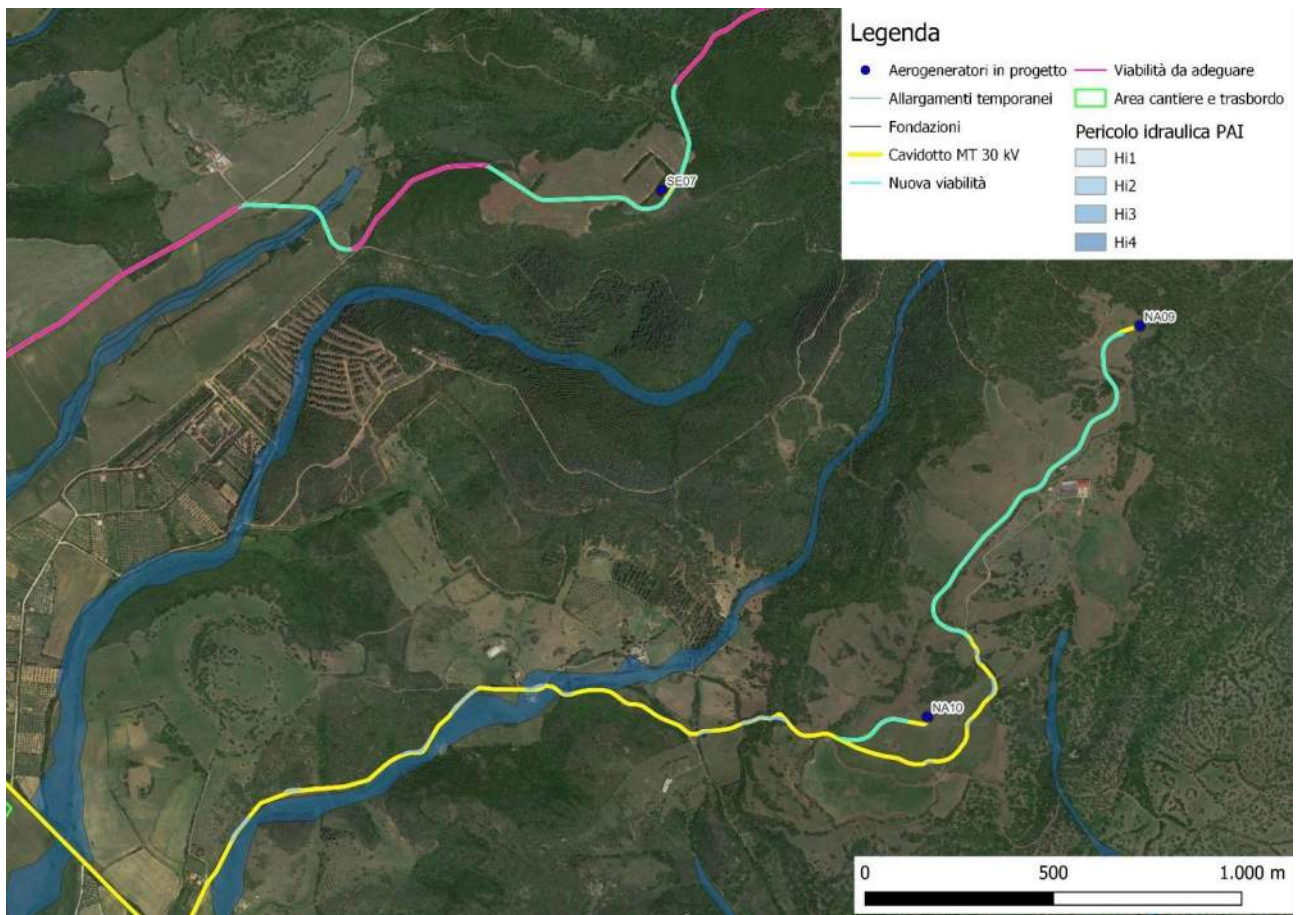 Legenda
Aerogeneratori in progetto
Allargamenti temporanei
Fondazioni
Cavidotto MT 30 kV
Nuova viabilità
Viabilità da adeguare
Area cantiere e trasbordo
Pericolo idraulica PAI
Hi1
Hi2
Hi3
Hi4
SE07
NA09
NA10
0 500 1.000 m